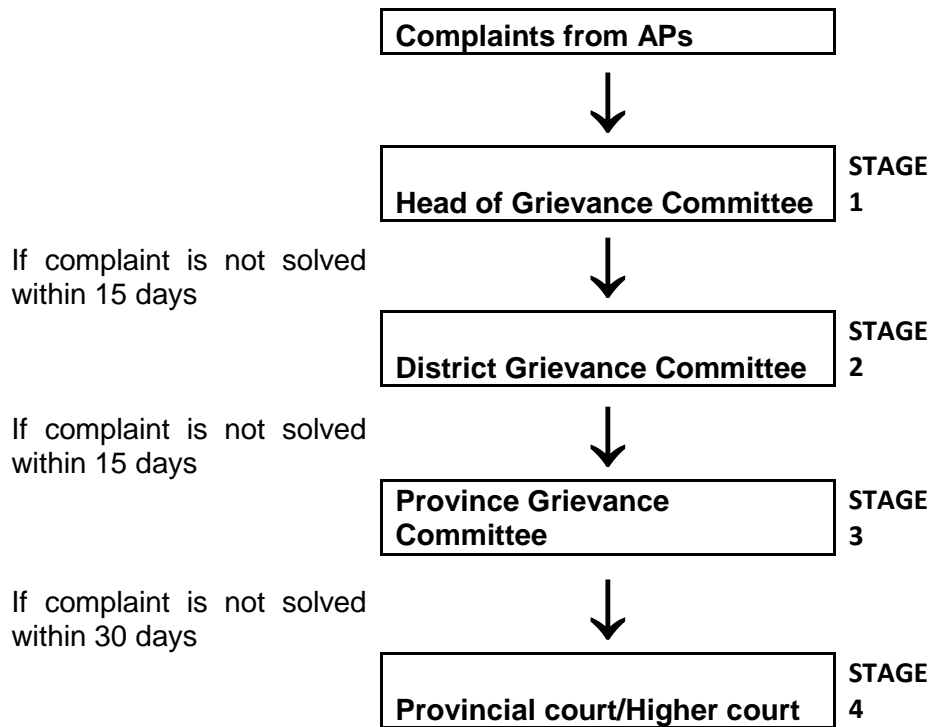 Complaints from APs
STAGE
Head of Grievance Committee
1
If complaint is not solved
within 15 days
STAGE
District Grievance Committee
2
If complaint is not solved
within 15 days
Province Grievance
Committee
STAGE
3
If complaint is not solved
within 30 days
STAGE
Provincial court/Higher court
4